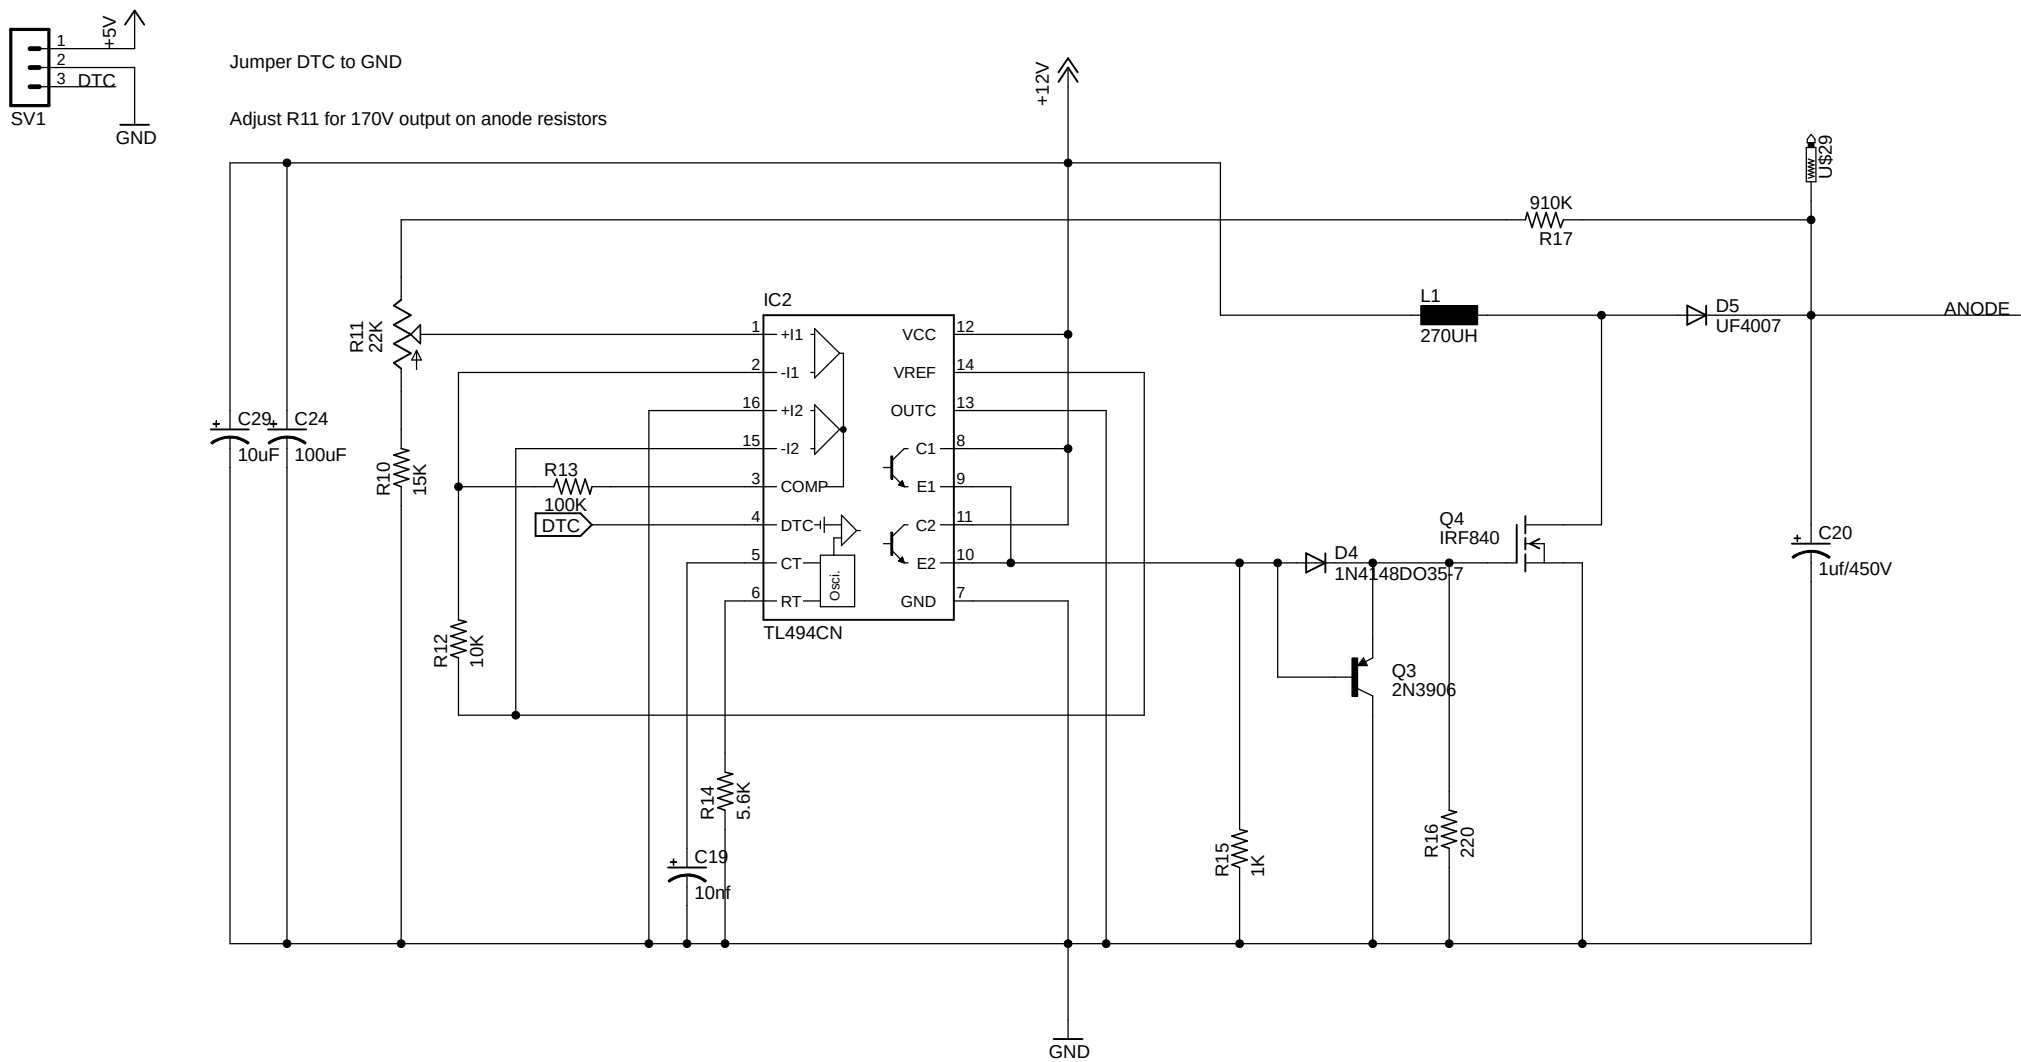 +5V
1
2
3 DTC
SV1
GND
Jumper DTC to GND
Adjust R11 for 170V output on anode resistors
+12V
U$29
910K
R17
L1
270UH
D5
UF4007
ANODE
R11
22K
C29
10uF
C24
100uF
R10
15K
R13
100K
DTC
R12
10K
IC2
1 +I1
2 -I1
16 +I2
15 -I2
3 COMP
4 DTC
5 CT
6 RT
Osci.
VCC 12
VREF 14
OUTC 13
C1 8
E1 9
C2 11
E2 10
GND 7
TL494CN
R14
5.6K
C19
10nf
Q4
IRF840
D4
1N4148DO35-7
Q3
2N3906
R15
1K
R16
220
C20
1uf/450V
GND